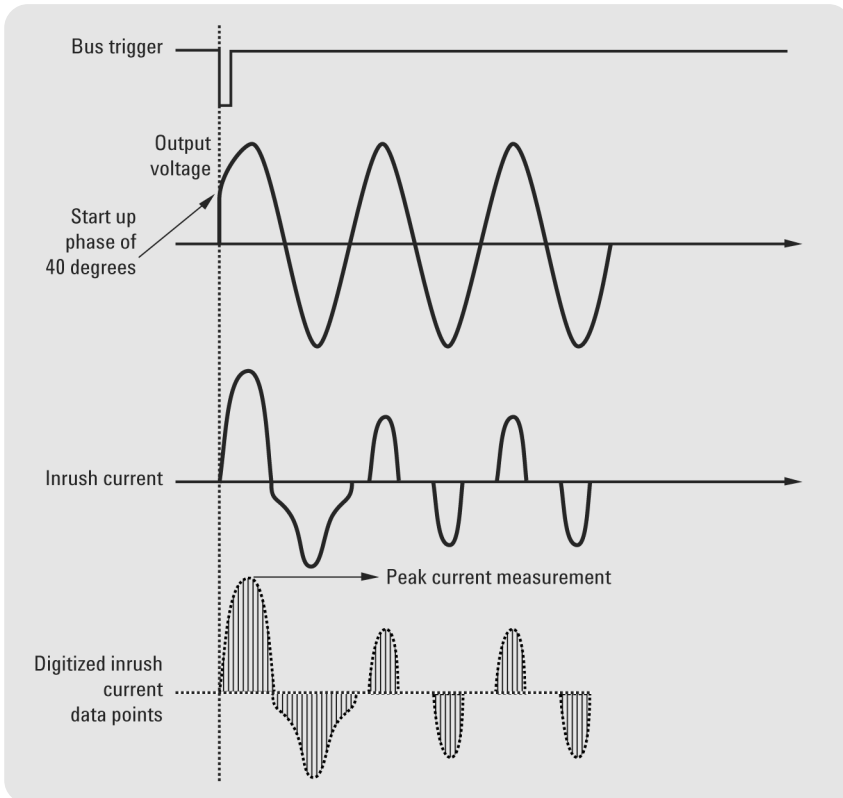 Bus trigger
Output
voltage
Start up
phase of
40 degrees
Inrush current
Peak current measurement
Digitized inrush
current
data points